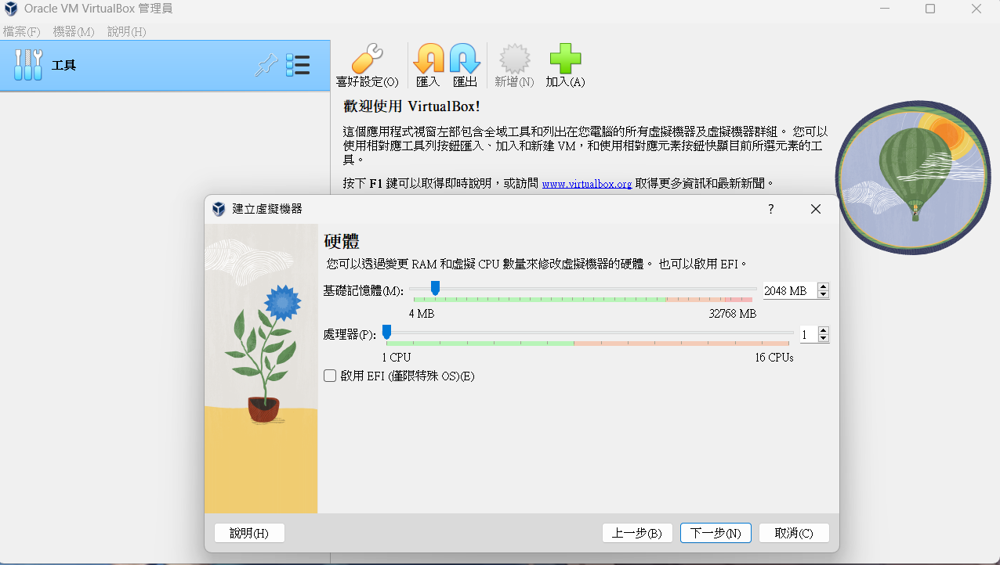 Oracle VM VirtualBox 管理員
檔案(F) 機器(M) 說明(H)
工具
喜好設定(O) 匯入 匯出 新增(N) 加入(A)
歡迎使用 VirtualBox!
這個應用程式視窗左部包含全域工具和列出在您電腦的所有虛擬機器及虛擬機器群組。 您可以
使用相對應工具列按鈕匯入、加入和新建 VM，和使用相對應元素按鈕快顯目前所選元素的工
具。
按下 F1 鍵可以取得即時說明，或訪問 www.virtualbox.org 取得更多資訊和最新新聞。
建立虛擬機器
?
硬體
您可以透過變更 RAM 和虛擬 CPU 數量來修改虛擬機器的硬體。 也可以啟用 EFI。
基礎記憶體(M): 2048 MB
4 MB 32768 MB
處理器(P): 1
1 CPU 16 CPUs
啟用 EFI (僅限特殊 OS)(E)
說明(H) 上一步(B) 下一步(N) 取消(C)